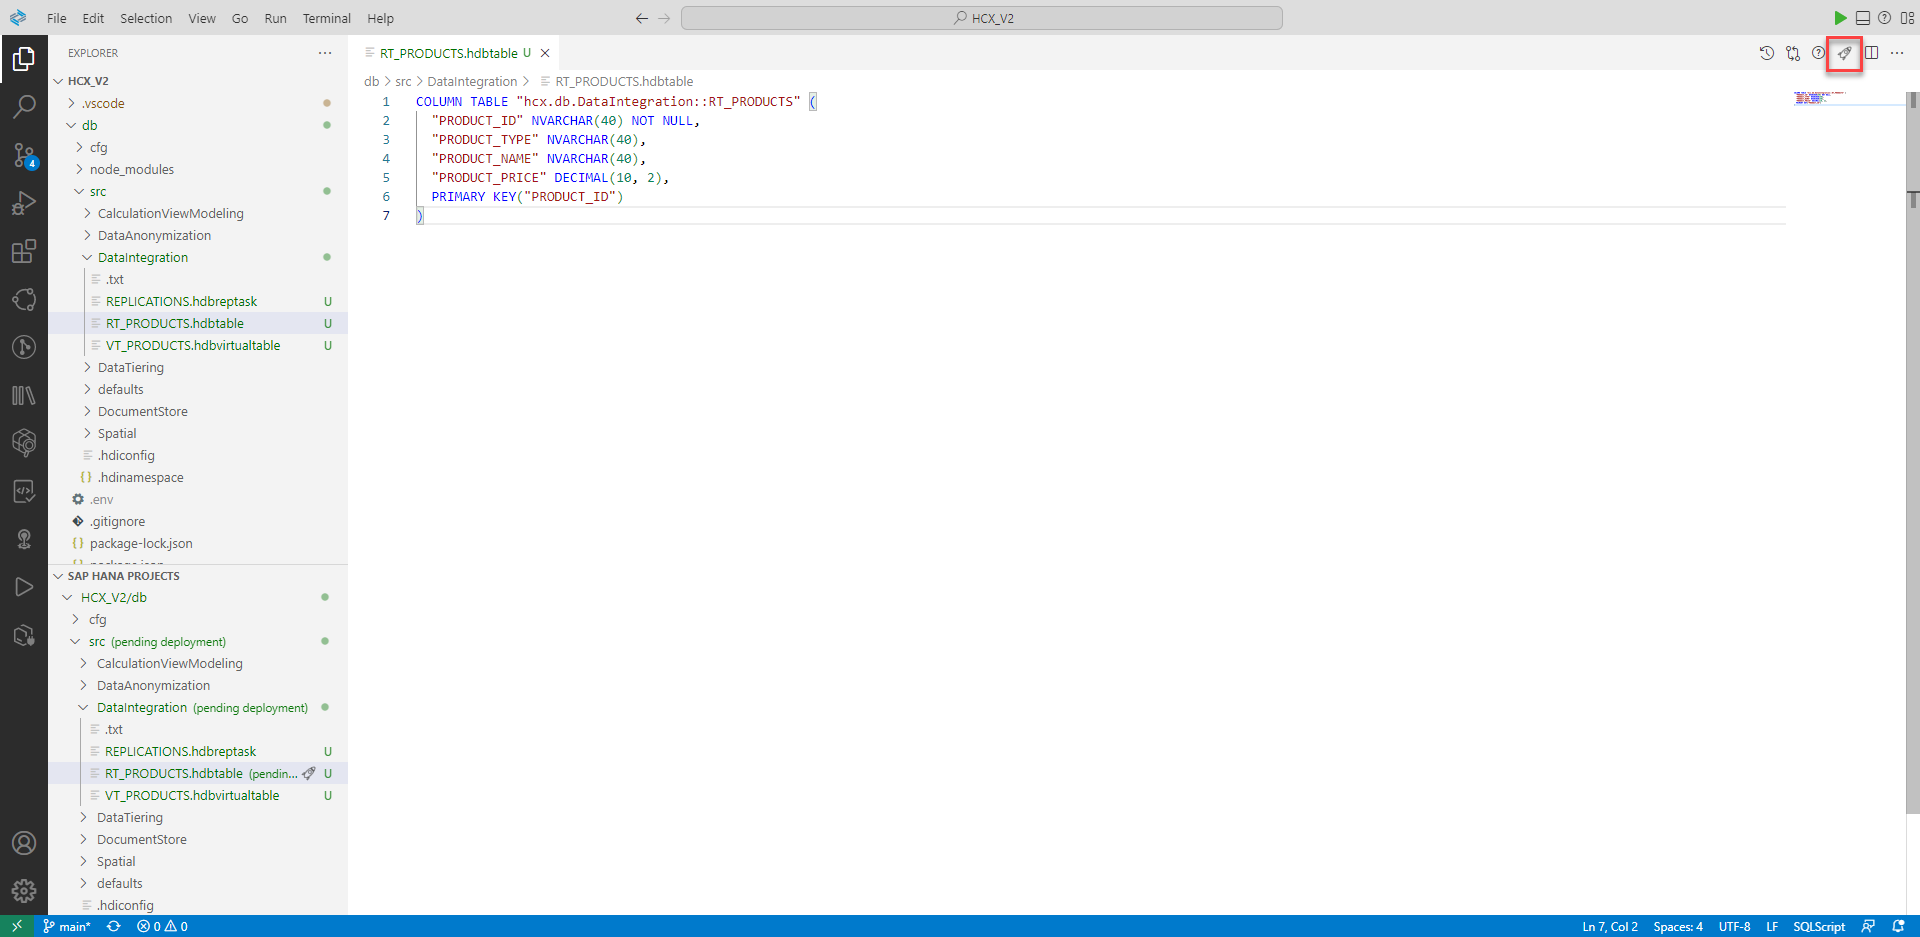 File Edit Selection View Go Run Terminal Help
HCX_V2
EXPLORER
HCX_V2
.vscode
db
cfg
node_modules
src
CalculationViewModeling
DataAnonymization
DataIntegration
.txt
REPLICATIONS.hdbreptask U
RT_PRODUCTS.hdbtable U
VT_PRODUCTS.hdbvirtualtable U
DataTiering
defaults
DocumentStore
Spatial
.hdiconfig
{} .hdinamespace
.env
.gitignore
{} package-lock.json
SAP HANA PROJECTS
HCX_V2/db
cfg
src (pending deployment)
CalculationViewModeling
DataAnonymization
DataIntegration (pending deployment)
.txt
REPLICATIONS.hdbreptask U
RT_PRODUCTS.hdbtable (pendin... U
VT_PRODUCTS.hdbvirtualtable U
DataTiering
DocumentStore
Spatial
defaults
.hdiconfig
4
RT_PRODUCTS.hdbtable U
db > src > DataIntegration > RT_PRODUCTS.hdbtable
1 COLUMN TABLE "hcx.db.DataIntegration::RT_PRODUCTS" (
2 "PRODUCT_ID" NVARCHAR(40) NOT NULL,
3 "PRODUCT_TYPE" NVARCHAR(40),
4 "PRODUCT_NAME" NVARCHAR(40),
5 "PRODUCT_PRICE" DECIMAL(10, 2),
6 PRIMARY KEY("PRODUCT_ID")
7 )
main* 0 0 Ln 7, Col 2 Spaces: 4 UTF-8 LF SQLScript